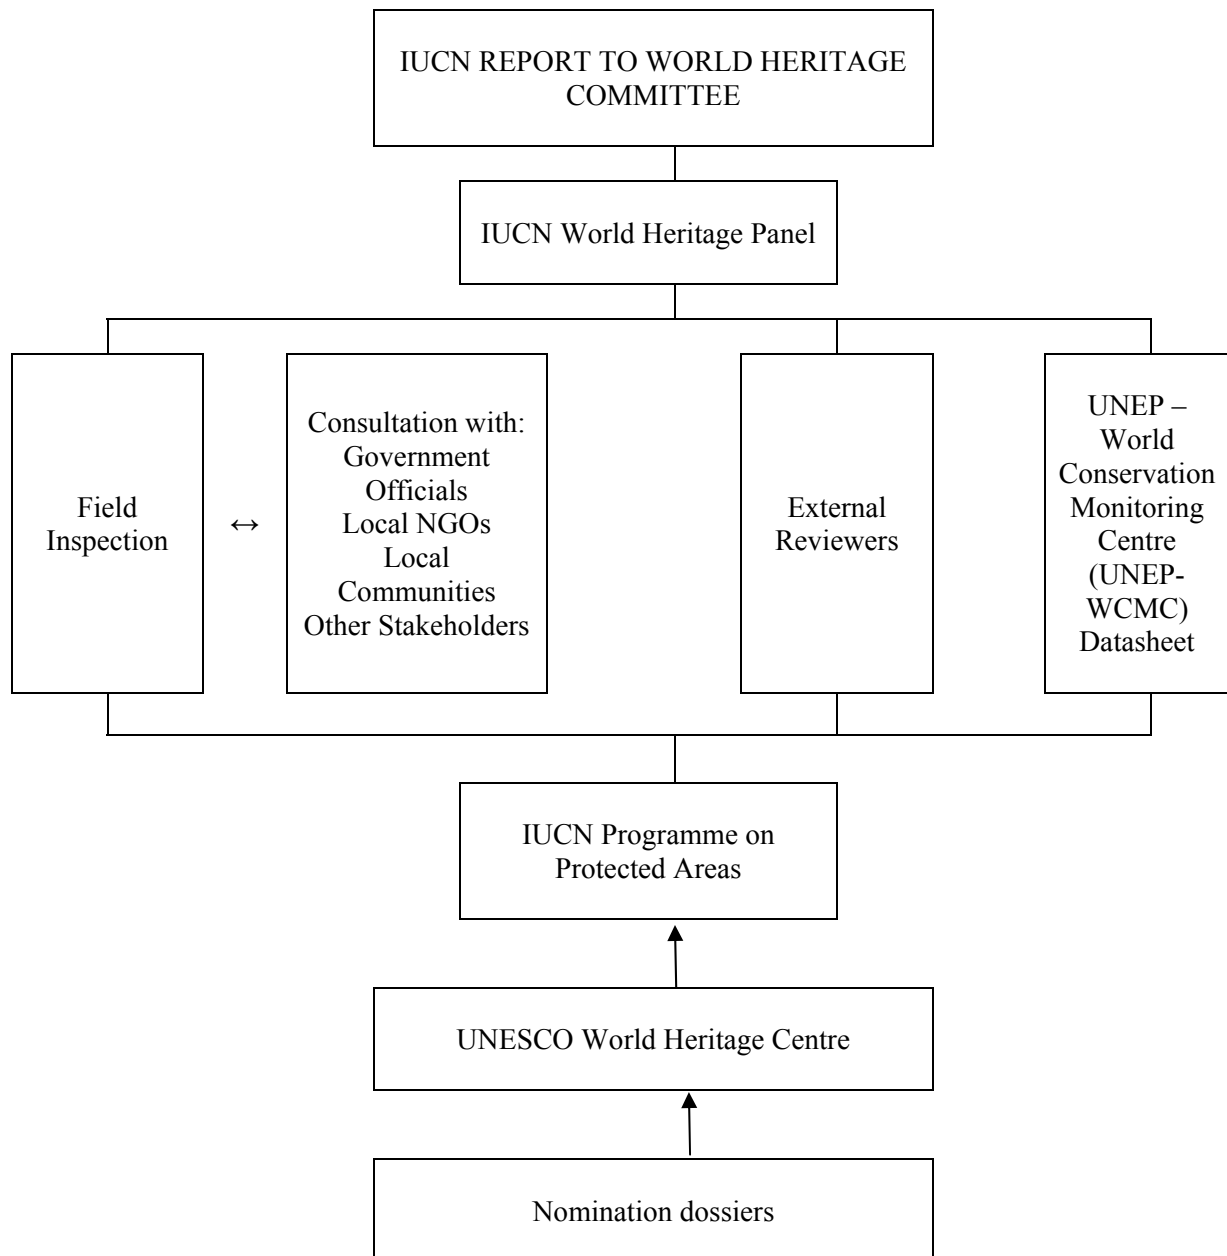 IUCN REPORT TO WORLD HERITAGE
COMMITTEE
IUCN World Heritage Panel
Field
Inspection
↔
Consultation with:
Government
Officials
Local NGOs
Local
Communities
Other Stakeholders
External
Reviewers
UNEP –
World
Conservation
Monitoring
Centre
(UNEP-
WCMC)
Datasheet
IUCN Programme on
Protected Areas
UNESCO World Heritage Centre
Nomination dossiers